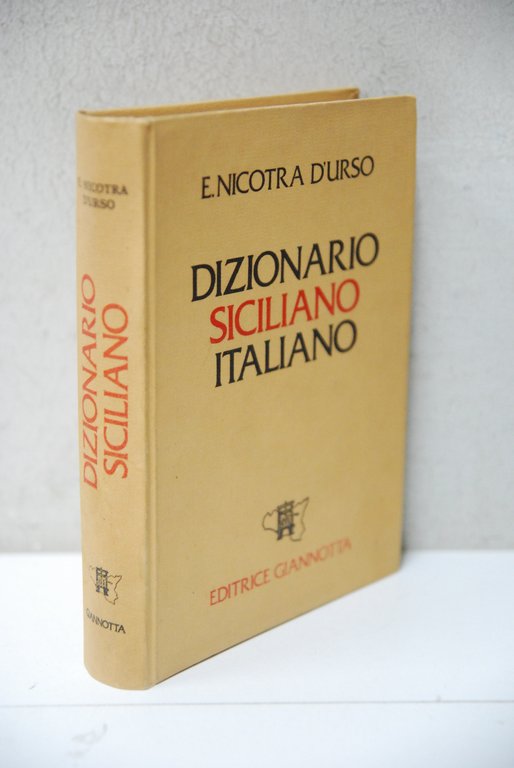 E. NICOTRA
D'URSO
DIZIONARIO
SICILIANO
GIANNOTTA
E. NICOTRA D'URSO
DIZIONARIO
SICILIANO
ITALIANO
EDITRICE GIANNOTTA